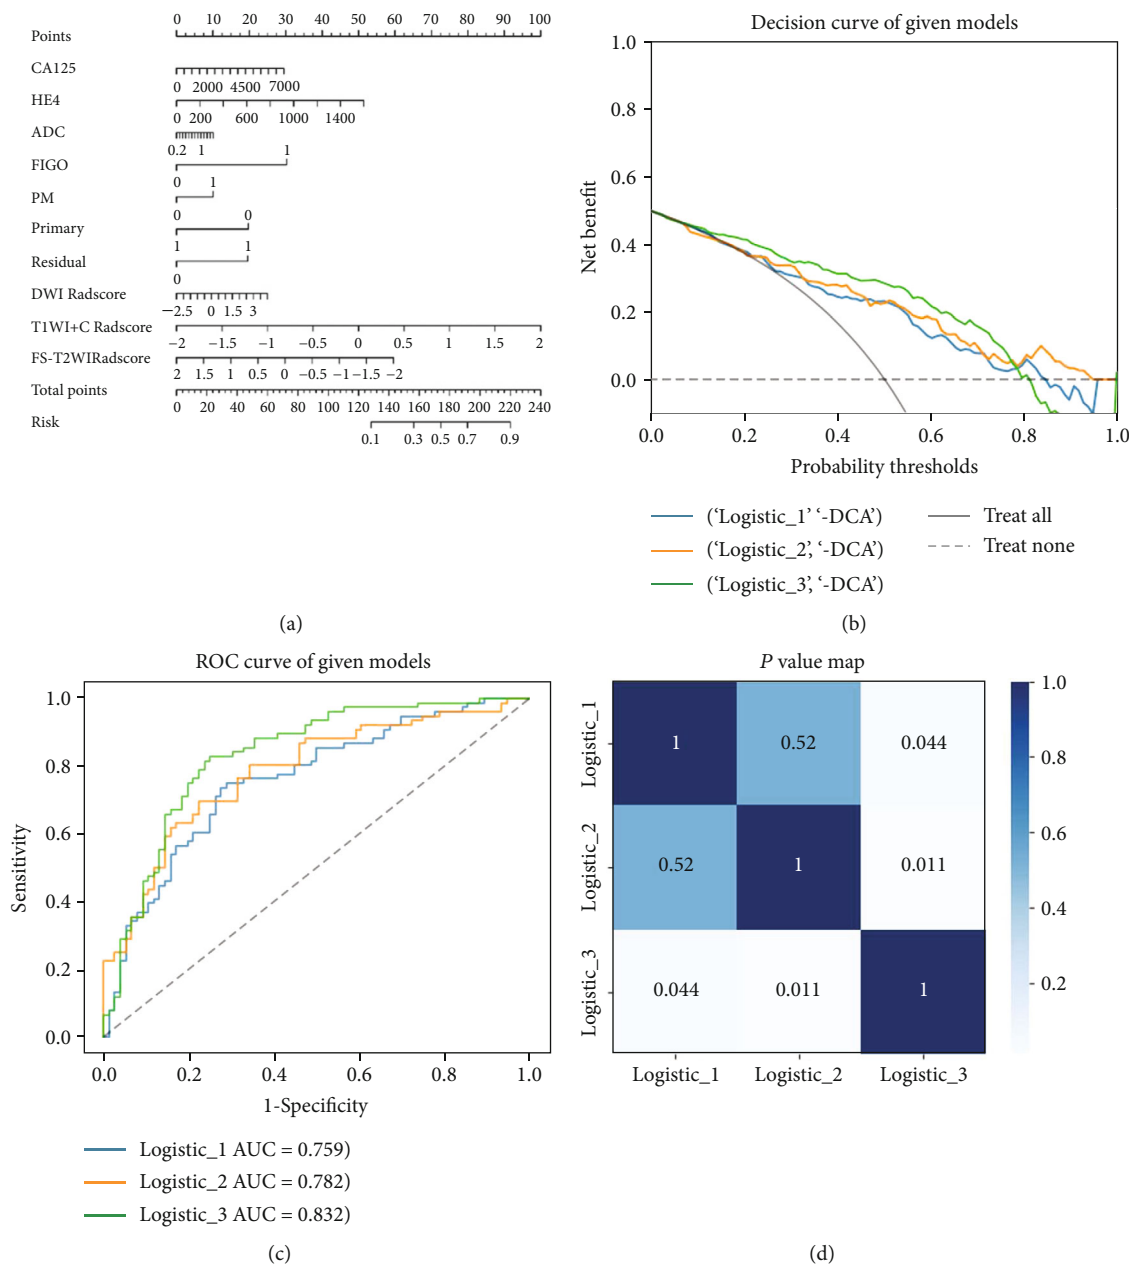 Points
0 10 20 30 40 50 60 70 80 90 100
CA125
0 2000 4500 7000
HE4
0 200 600 1000 1400
ADC
0.2 1
FIGO
0 1
PM
0 1
Primary
1 0
Residual
0 1
DWI Radscore
−2.5 0 1.5 3
T1WI+C Radscore
−2 −1.5 −1 −0.5 0 0.5 1 1.5 2
FS-T2WIRadscore
2 1.5 1 0.5 0 −0.5 −1 −1.5 −2
Total points
0 20 40 60 80 100 120 140 160 180 200 220 240
Risk
0.1 0.3 0.5 0.7 0.9
(a)
Decision curve of given models
Net benefit
1.0
0.8
0.6
0.4
0.2
0.0
0.0 0.2 0.4 0.6 0.8 1.0
Probability thresholds
(‘Logistic_1’ ‘-DCA’)
(‘Logistic_2’, ‘-DCA’)
(‘Logistic_3’, ‘-DCA’)
Treat all
Treat none
(b)
ROC curve of given models
Sensitivity
1.0
0.8
0.6
0.4
0.2
0.0
0.0 0.2 0.4 0.6 0.8 1.0
1-Specificity
Logistic_1 AUC = 0.759)
Logistic_2 AUC = 0.782)
Logistic_3 AUC = 0.832)
(c)
P value map
Logistic_1
1 0.52 0.044
Logistic_2
0.52 1 0.011
Logistic_3
0.044 0.011 1
Logistic_1 Logistic_2 Logistic_3
1.0
0.8
0.6
0.4
0.2
(d)